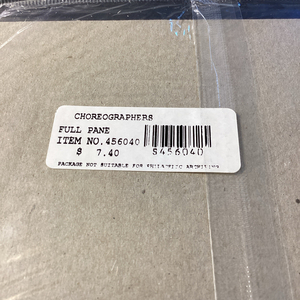 CHOREOGRAPHERS
FULL PANE
ITEM NO.456040
$ 7.40
S456040
PACKAGE NOT SUITABLE FOR